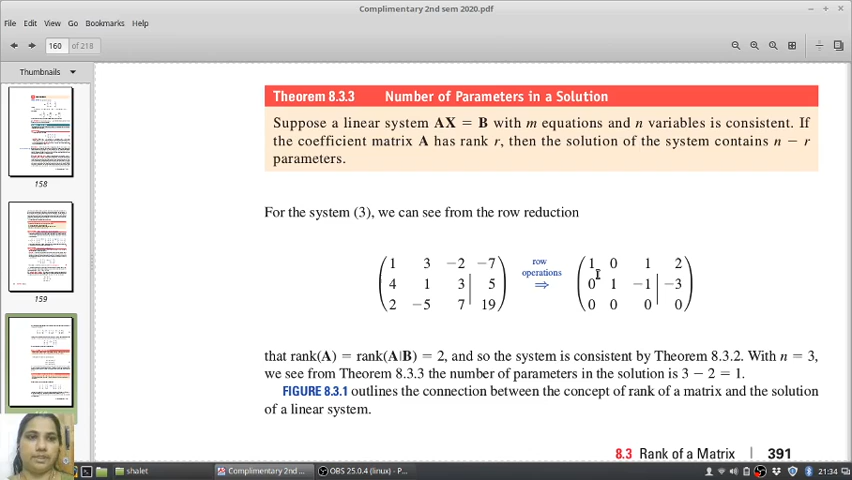 Complimentary 2nd sem 2020.pdf
File Edit View Go Bookmarks Help
160 of 218
Thumbnails
158
159
Theorem 8.3.3 Number of Parameters in a Solution
Suppose a linear system AX = B with m equations and n variables is consistent. If
the coefficient matrix A has rank r, then the solution of the system contains n − r
parameters.
For the system (3), we can see from the row reduction
1 3 −2 −7
4 1 3 5
2 −5 7 19
row
operations
⇒
1 0 1 2
0 1 −1 −3
0 0 0 0
that rank(A) = rank(A|B) = 2, and so the system is consistent by Theorem 8.3.2. With n = 3,
we see from Theorem 8.3.3 the number of parameters in the solution is 3 − 2 = 1.
FIGURE 8.3.1 outlines the connection between the concept of rank of a matrix and the solution
of a linear system.
8.3 Rank of a Matrix | 391
shalet
Complimentary 2nd ...
OBS 25.0.4 (linux) - P...
21:34